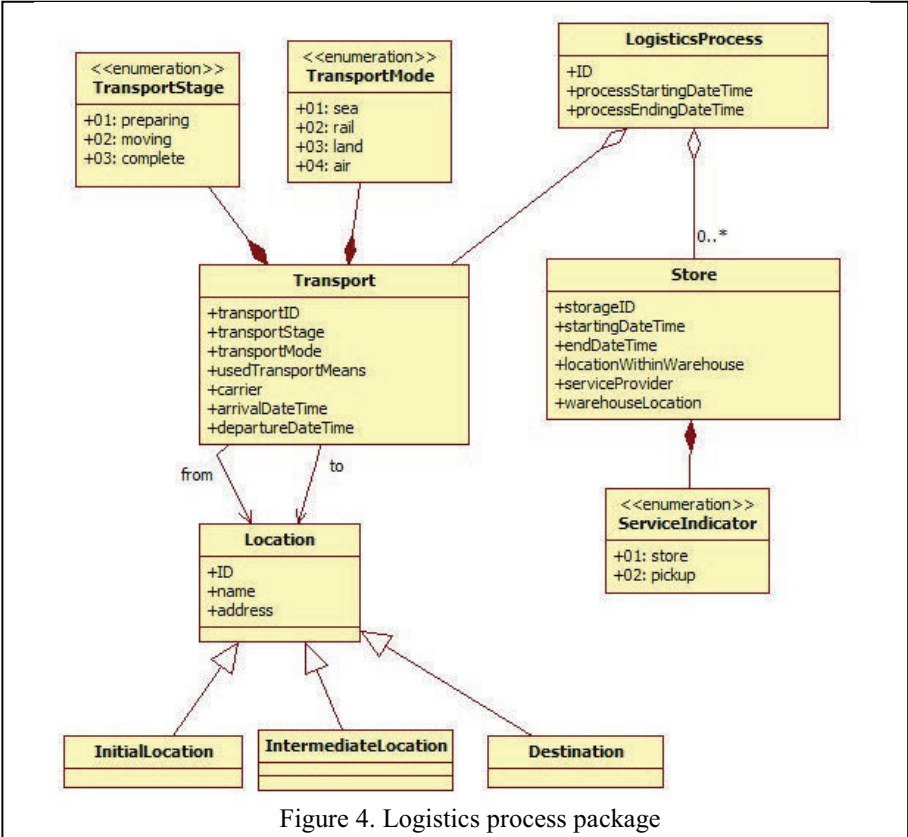 <<enumeration>>
TransportStage
+01: preparing
+02: moving
+03: complete
<<enumeration>>
TransportMode
+01: sea
+02: rail
+03: land
+04: air
LogisticsProcess
+ID
+processStartingDateTime
+processEndingDateTime
0..*
Transport
+transportID
+transportStage
+transportMode
+usedTransportMeans
+carrier
+arrivalDateTime
+departureDateTime
Store
+storageID
+startingDateTime
+endDateTime
+locationWithinWarehouse
+serviceProvider
+warehouseLocation
from
to
<<enumeration>>
ServiceIndicator
+01: store
+02: pickup
Location
+ID
+name
+address
InitialLocation
IntermediateLocation
Destination
Figure 4. Logistics process package